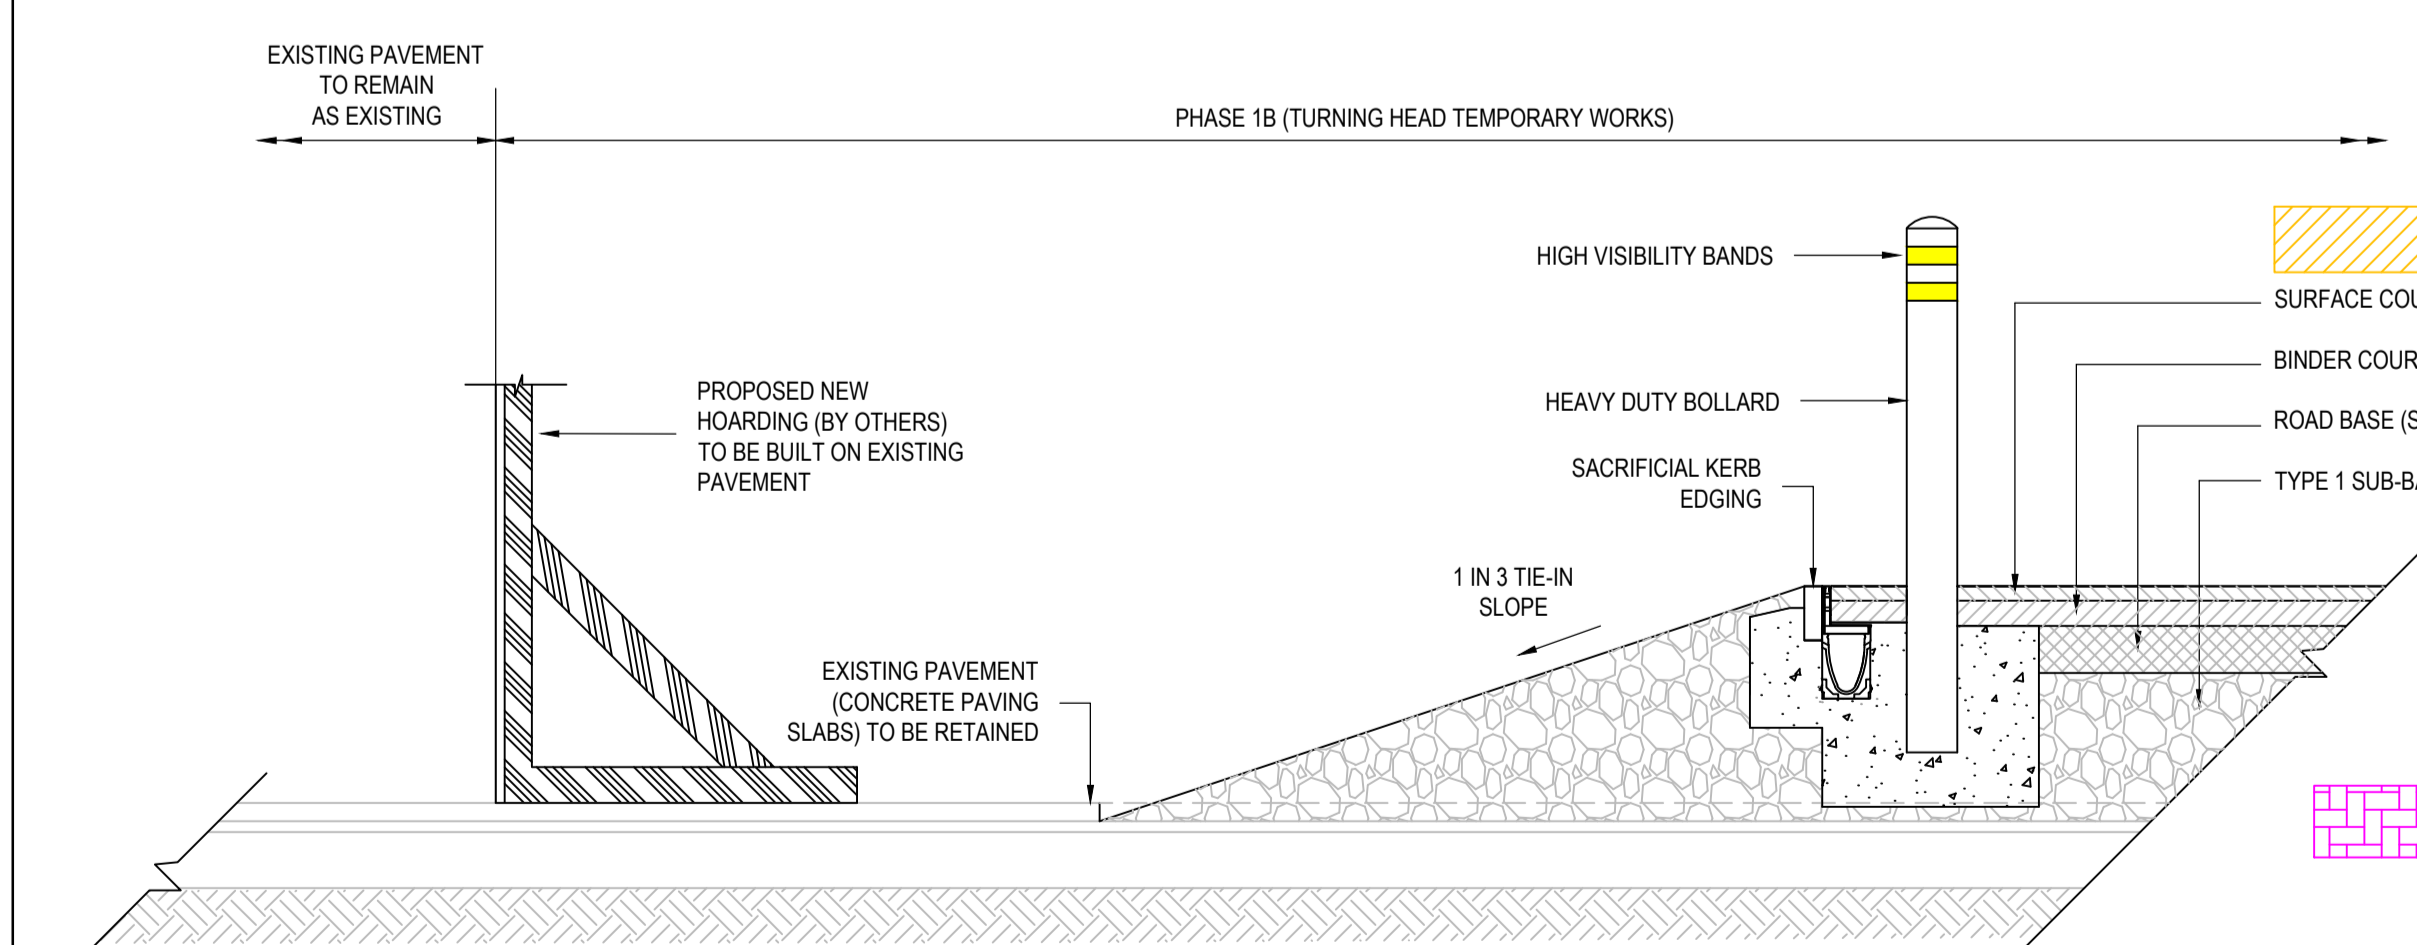 EXISTING PAVEMENT
TO REMAIN
AS EXISTING
PHASE 1B (TURNING HEAD TEMPORARY WORKS)
HIGH VISIBILITY BANDS
SURFACE COU
BINDER COUR
PROPOSED NEW
HOARDING (BY OTHERS)
TO BE BUILT ON EXISTING
PAVEMENT
HEAVY DUTY BOLLARD
ROAD BASE (S
SACRIFICIAL KERB
EDGING
TYPE 1 SUB-BA
1 IN 3 TIE-IN
SLOPE
EXISTING PAVEMENT
(CONCRETE PAVING
SLABS) TO BE RETAINED